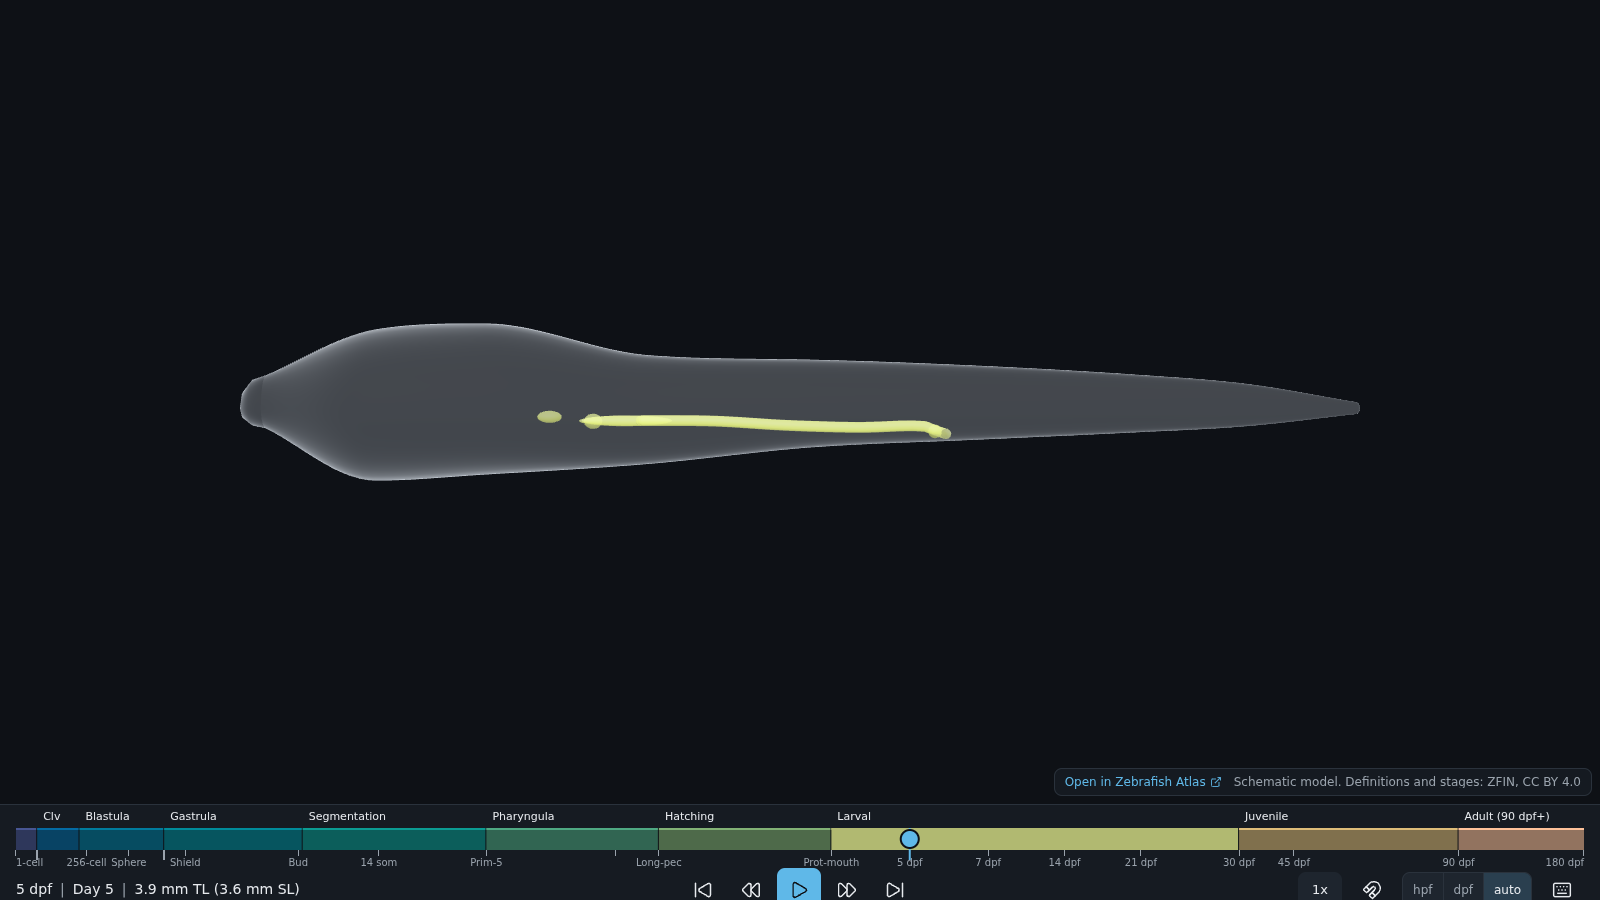 Open in Zebrafish Atlas Schematic model. Definitions and stages: ZFIN, CC BY 4.0
Clv Blastula Gastrula Segmentation Pharyngula Hatching Larval Juvenile Adult (90 dpf+)
1-cell 256-cell Sphere Shield Bud 14 som Prim-5 Long-pec Prot-mouth 5 dpf 7 dpf 14 dpf 21 dpf 30 dpf 45 dpf 90 dpf 180 dpf
5 dpf | Day 5 | 3.9 mm TL (3.6 mm SL) 1x hpf dpf auto